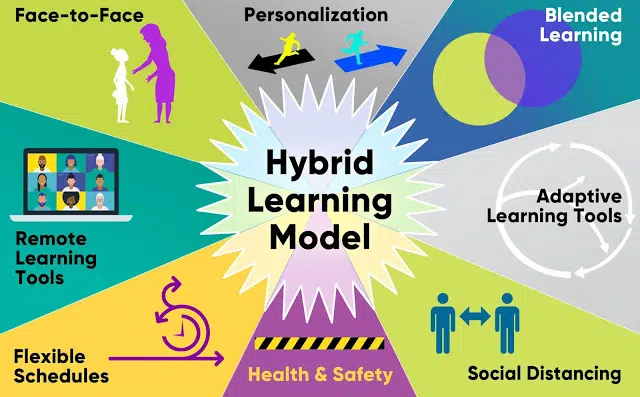 Face-to-Face
Personalization
Blended
Learning
Hybrid
Learning
Model
Adaptive
Learning Tools
Remote
Learning
Tools
Flexible
Schedules
Health & Safety
Social Distancing